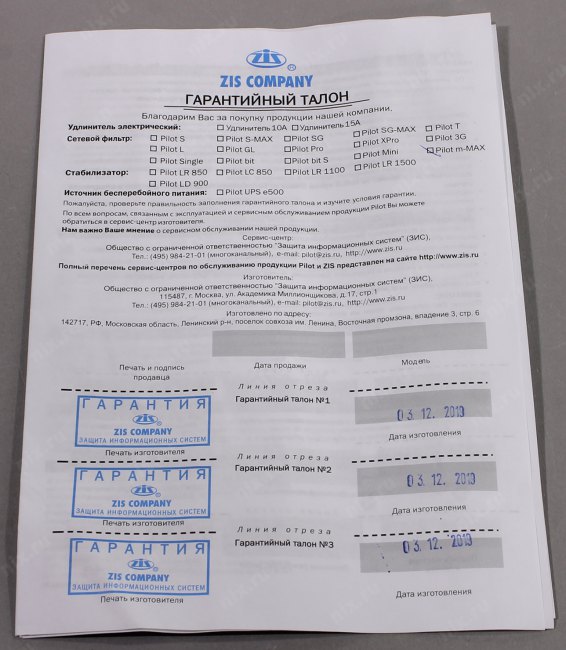 ZIS
®
ZIS COMPANY
ГАРАНТИЙНЫЙ ТАЛОН
Благодарим Вас за покупку продукции нашей компании.
Удлинитель электрический: Удлинитель 10А Удлинитель 15А
Сетевой фильтр: Pilot S Pilot S-MAX Pilot SG Pilot SG-MAX Pilot T
Pilot L Pilot GL Pilot Pro Pilot XPro Pilot 3G
Pilot Single Pilot bit Pilot bit S Pilot Mini Pilot m-MAX
Стабилизатор: Pilot LR 850 Pilot LC 850 Pilot LR 1100 Pilot LR 1500
Pilot LD 900
Источник бесперебойного питания: Pilot UPS e500
Пожалуйста, проверьте правильность заполнения гарантийного талона и изучите условия гарантии.
По всем вопросам, связанным с эксплуатацией и сервисным обслуживанием продукции Pilot Вы можете
обратиться в сервис-центр изготовителя.
Нам важно Ваше мнение о сервисном обслуживании нашей продукции.
Сервис-центр:
Общество с ограниченной ответственностью "Защита информационных систем" (ЗИС),
Тел.: (495) 984-21-01 (многоканальный), e-mail: pilot@zis.ru, http://www.zis.ru
Полный перечень сервис-центров по обслуживанию продукции Pilot и ZIS представлен на сайте http://www.zis.ru
Изготовитель:
Общество с ограниченной ответственностью "Защита информационных систем" (ЗИС),
115487, г. Москва, ул. Академика Миллионщикова, д.17, стр.1
Тел.: (495) 984-21-01 (многоканальный), e-mail: pilot@zis.ru, http://www.zis.ru
Изготовлено по адресу:
142717, РФ, Московская область, Ленинский р-н, поселок совхоза им. Ленина, Восточная промзона, владение 3, стр. 6
Печать и подпись
продавца
Дата продажи
Модель
Линия отреза
Гарантийный талон №1
ГАРАНТИЯ
ZIS
ZIS COMPANY
ЗАЩИТА ИНФОРМАЦИОННЫХ СИСТЕМ
Печать изготовителя
03. 12. 2013
Дата изготовления
Линия отреза
Гарантийный талон №2
ГАРАНТИЯ
ZIS
ZIS COMPANY
ЗАЩИТА ИНФОРМАЦИОННЫХ СИСТЕМ
Печать изготовителя
03. 12. 2013
Дата изготовления
Линия отреза
Гарантийный талон №3
ГАРАНТИЯ
ZIS
ZIS COMPANY
ЗАЩИТА ИНФОРМАЦИОННЫХ СИСТЕМ
Печать изготовителя
03. 12. 2013
Дата изготовления